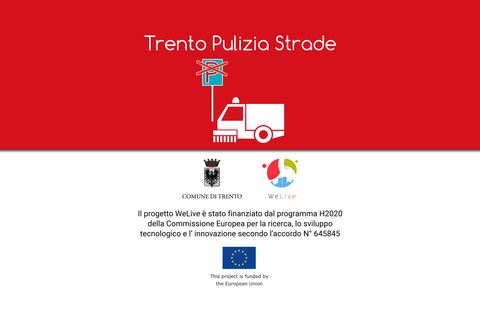 Trento Pulizia Strade
P
COMUNE DI TRENTO
WeLive
Il progetto WeLive è stato finanziato dal programma H2020
della Commissione Europea per la ricerca, lo sviluppo
tecnologico e l' innovazione secondo l'accordo N° 645845
This project is funded by
the European Union